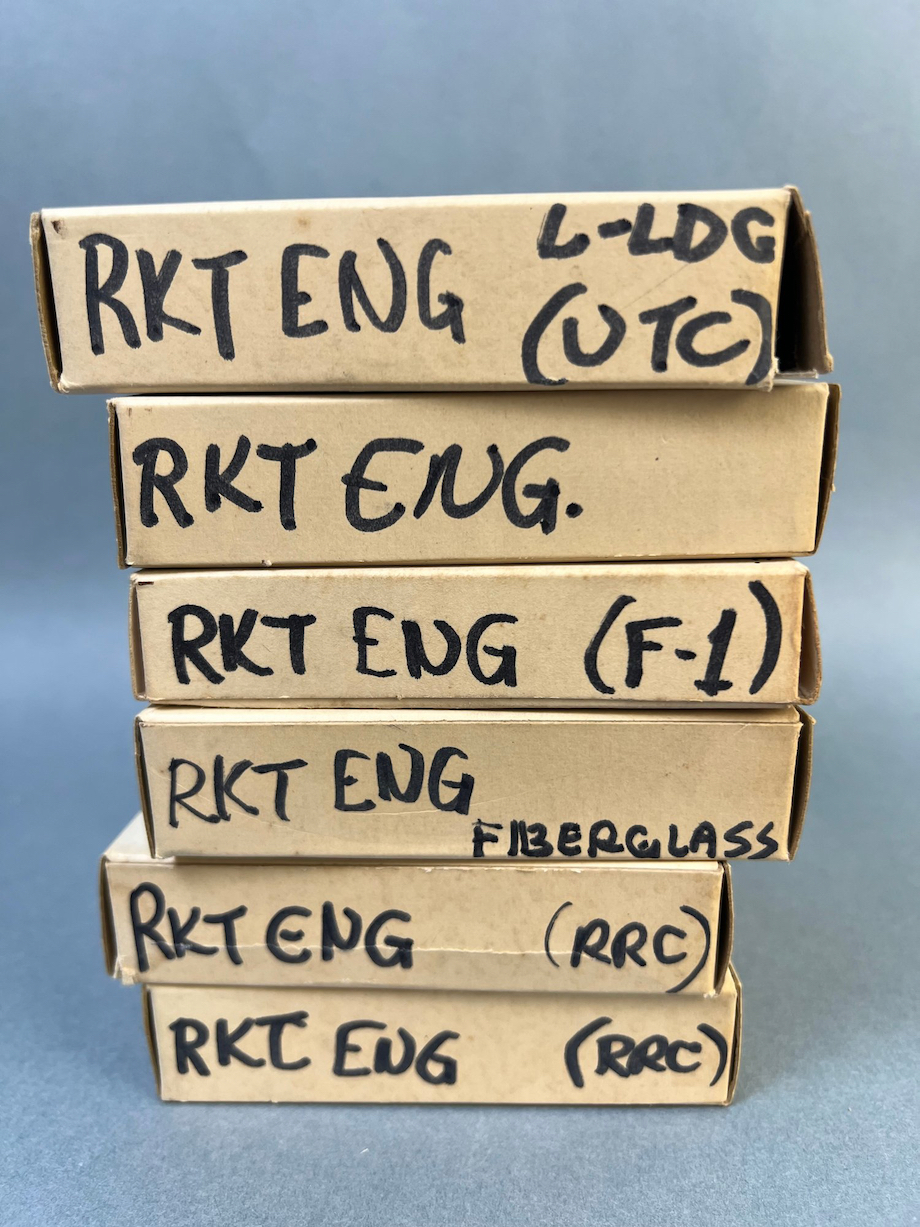 RKT ENG L-LDG
(UTC)
RKT ENG.
RKT ENG (F-1)
RKT ENG
FIBERGLASS
RKT ENG (RRC)
RKT ENG (RRC)